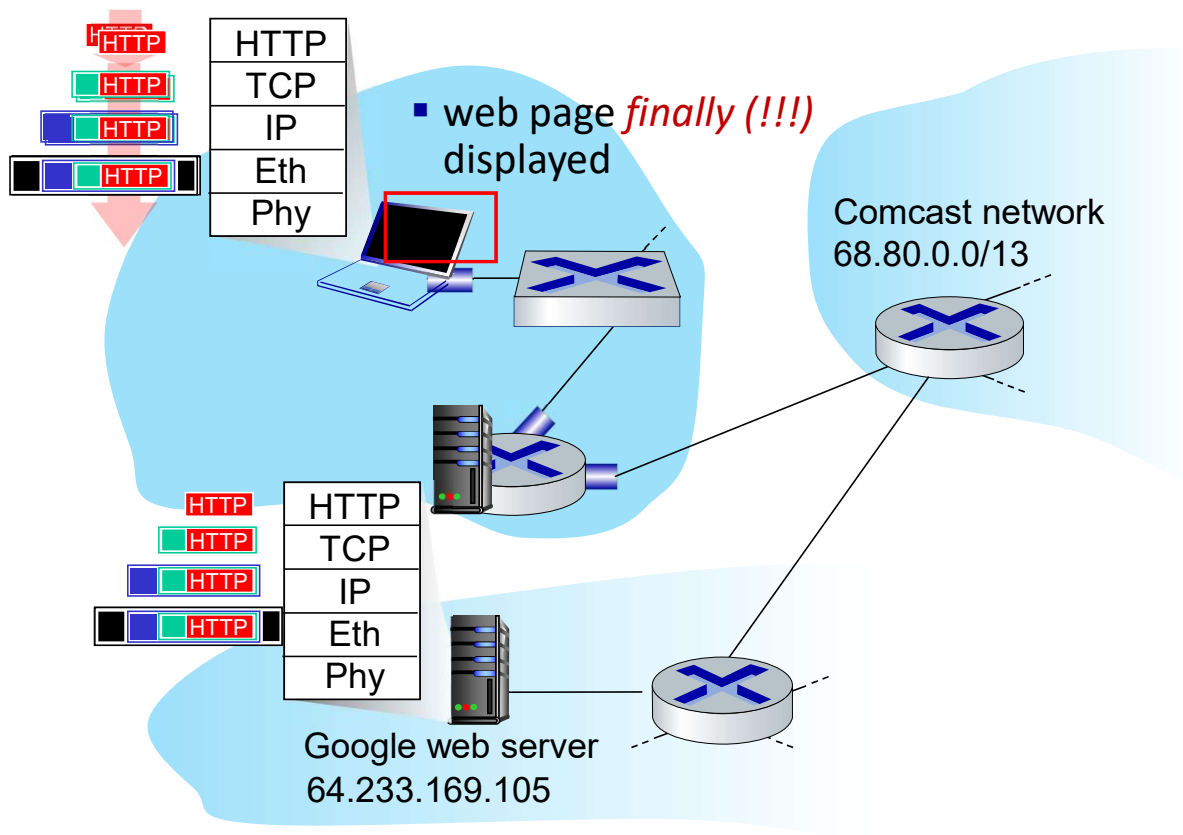 HTTP
HTTP
HTTP
HTTP
HTTP
HTTP
TCP
IP
Eth
Phy
▪ web page finally (!!!)
displayed
Comcast network
68.80.0.0/13
HTTP
HTTP
HTTP
HTTP
HTTP
TCP
IP
Eth
Phy
Google web server
64.233.169.105